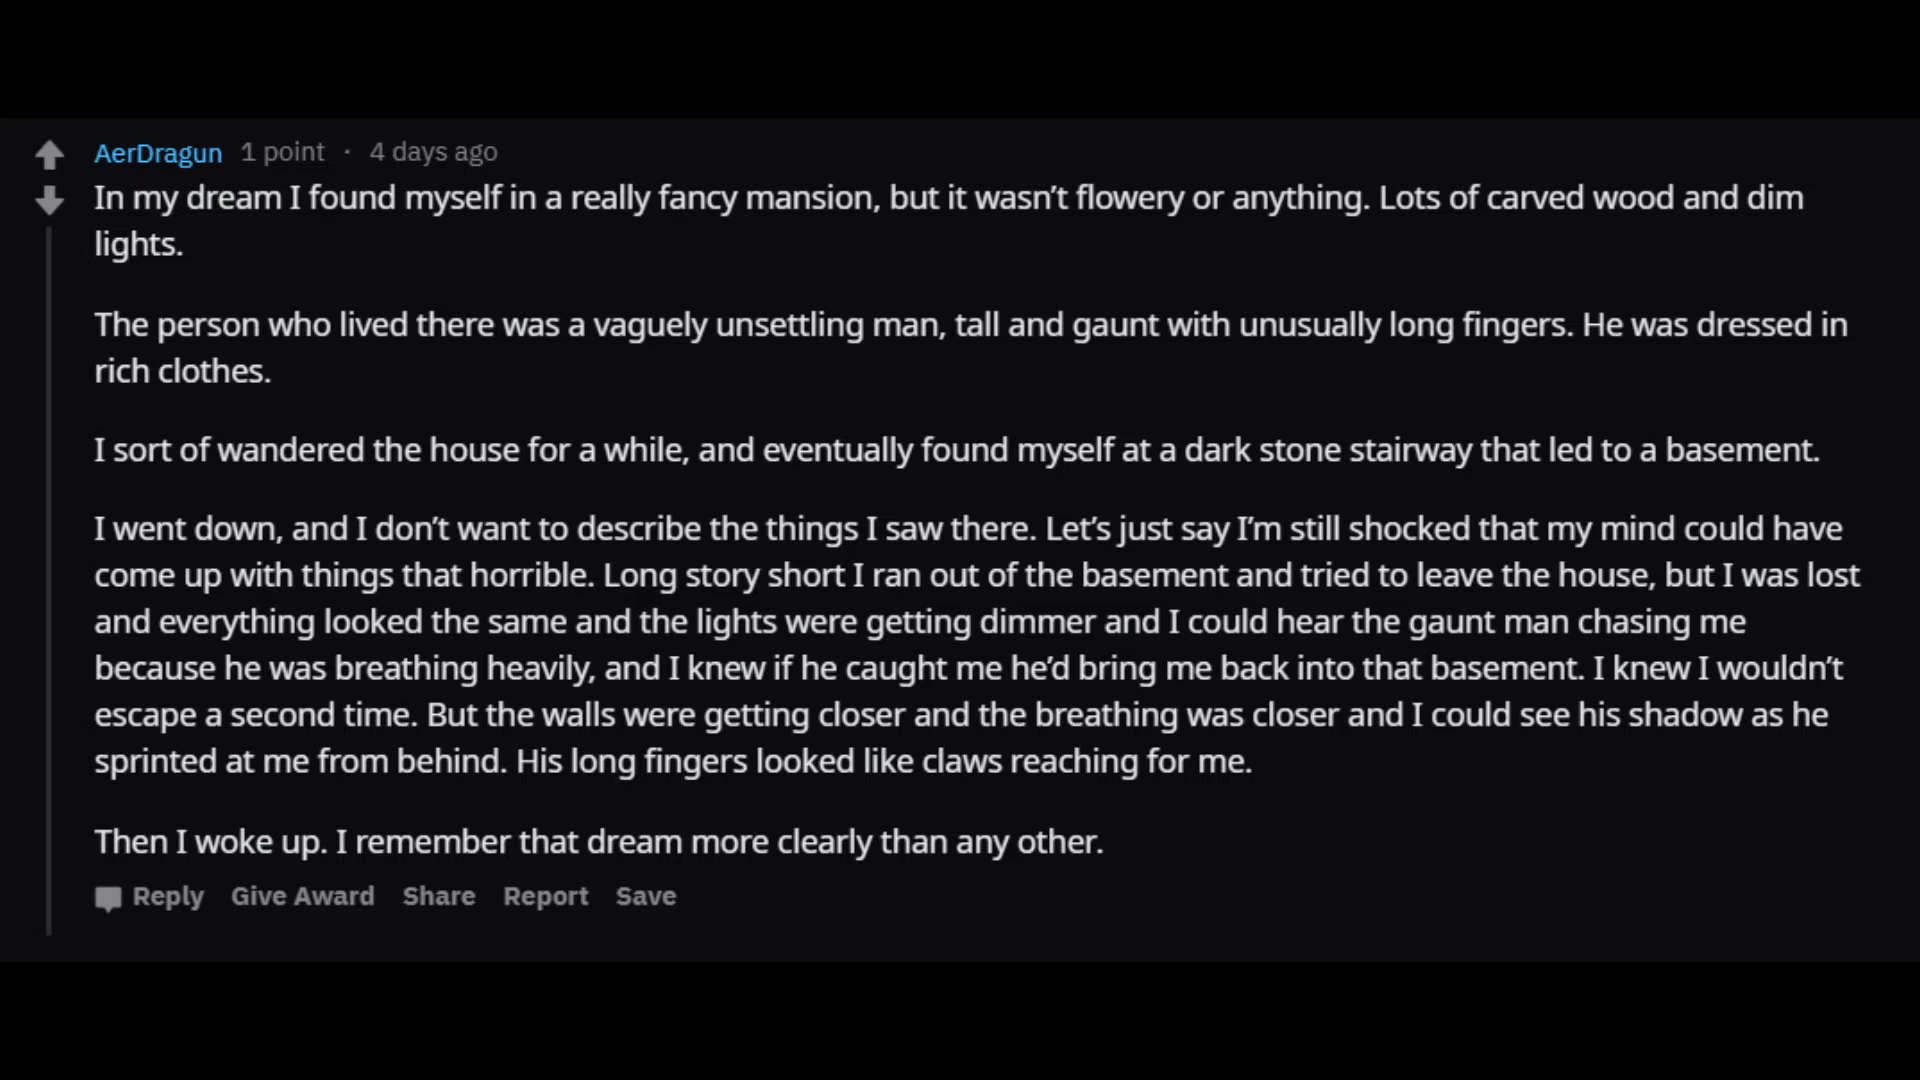 AerDragun 1 point · 4 days ago
In my dream I found myself in a really fancy mansion, but it wasn’t flowery or anything. Lots of carved wood and dim
lights.
The person who lived there was a vaguely unsettling man, tall and gaunt with unusually long fingers. He was dressed in
rich clothes.
I sort of wandered the house for a while, and eventually found myself at a dark stone stairway that led to a basement.
I went down, and I don’t want to describe the things I saw there. Let’s just say I’m still shocked that my mind could have
come up with things that horrible. Long story short I ran out of the basement and tried to leave the house, but I was lost
and everything looked the same and the lights were getting dimmer and I could hear the gaunt man chasing me
because he was breathing heavily, and I knew if he caught me he’d bring me back into that basement. I knew I wouldn’t
escape a second time. But the walls were getting closer and the breathing was closer and I could see his shadow as he
sprinted at me from behind. His long fingers looked like claws reaching for me.
Then I woke up. I remember that dream more clearly than any other.
Reply Give Award Share Report Save